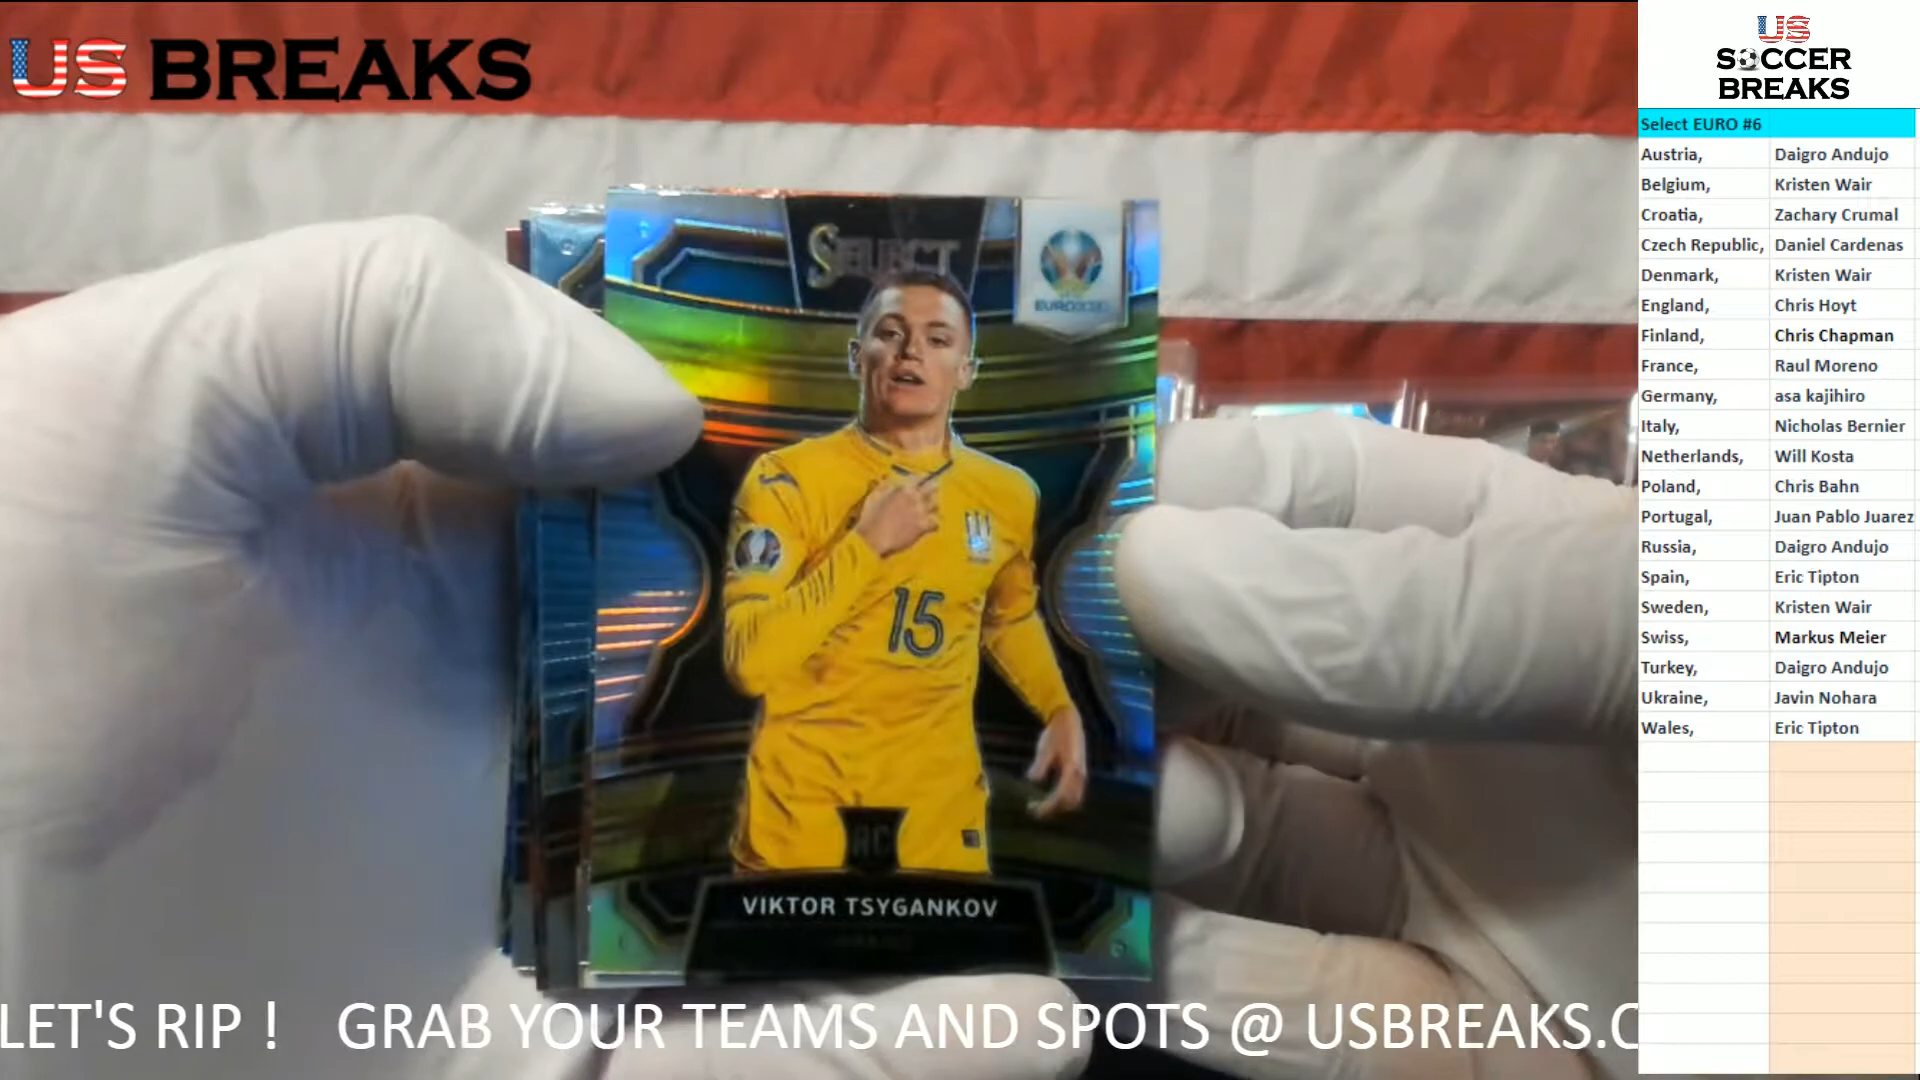 US BREAKS
SELECT
EURO2020
15
RC
VIKTOR TSYGANKOV
LET'S RIP ! GRAB YOUR TEAMS AND SPOTS @ USBREAKS.C
US
SOCCER
BREAKS
Select EURO #6
Austria, Daigro Andujo
Belgium, Kristen Wair
Croatia, Zachary Crumal
Czech Republic, Daniel Cardenas
Denmark, Kristen Wair
England, Chris Hoyt
Finland, Chris Chapman
France, Raul Moreno
Germany, asa kajihiro
Italy, Nicholas Bernier
Netherlands, Will Kosta
Poland, Chris Bahn
Portugal, Juan Pablo Juarez
Russia, Daigro Andujo
Spain, Eric Tipton
Sweden, Kristen Wair
Swiss, Markus Meier
Turkey, Daigro Andujo
Ukraine, Javin Nohara
Wales, Eric Tipton